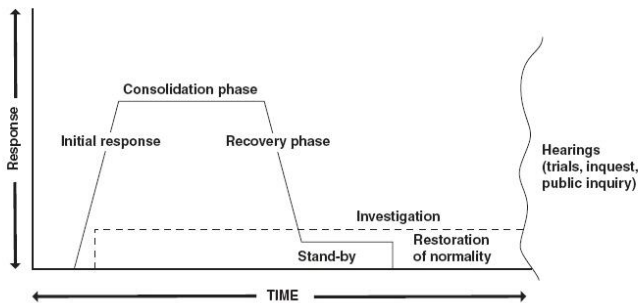 Consolidation phase
Response
Initial response
Recovery phase
Hearings
(trials, inquest,
public inquiry)
Investigation
Stand-by
Restoration
of normality
TIME